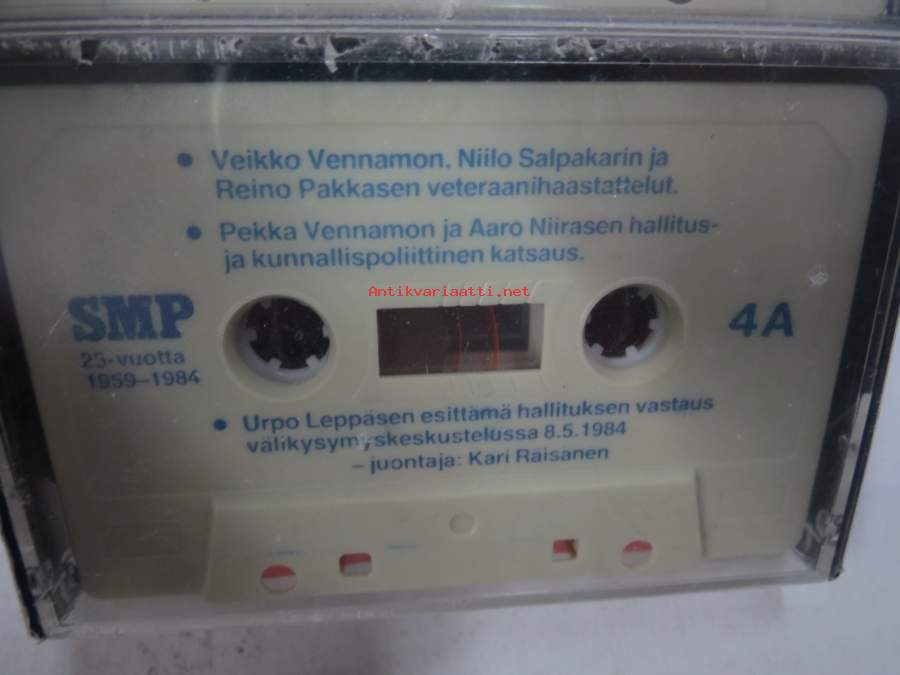 • Veikko Vennamon, Niilo Salpakarin ja
Reino Pakkasen veteraanihaastattelut.
• Pekka Vennamon ja Aaro Niirasen hallitus-
ja kunnallispoliittinen katsaus.
Antikvariaatti.net
SMP
25-vuotta
1959–1984
4A
• Urpo Leppäsen esittämä hallituksen vastaus
välikysymyskeskustelussa 8.5.1984
– juontaja: Kari Räisänen